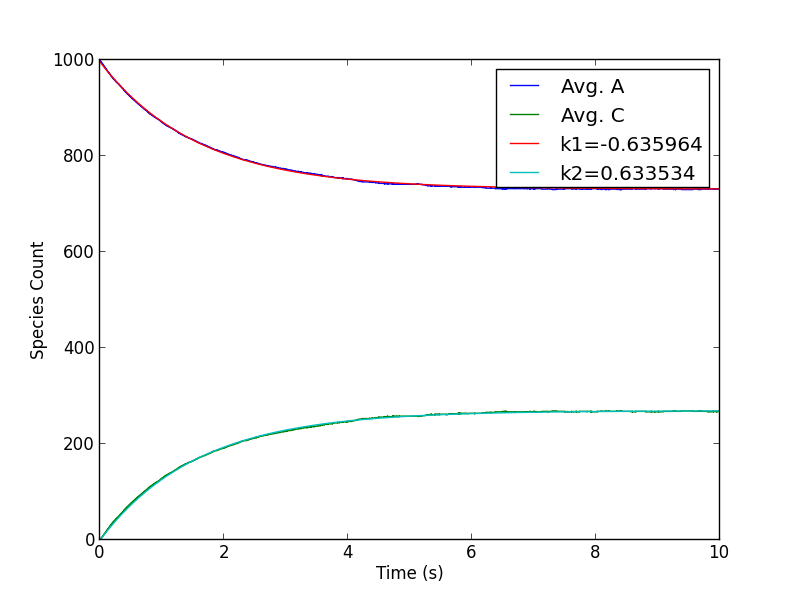 1000
800
600
400
200
0
Species Count
Avg. A
Avg. C
k1=-0.635964
k2=0.633534
0 2 4 6 8 10
Time (s)